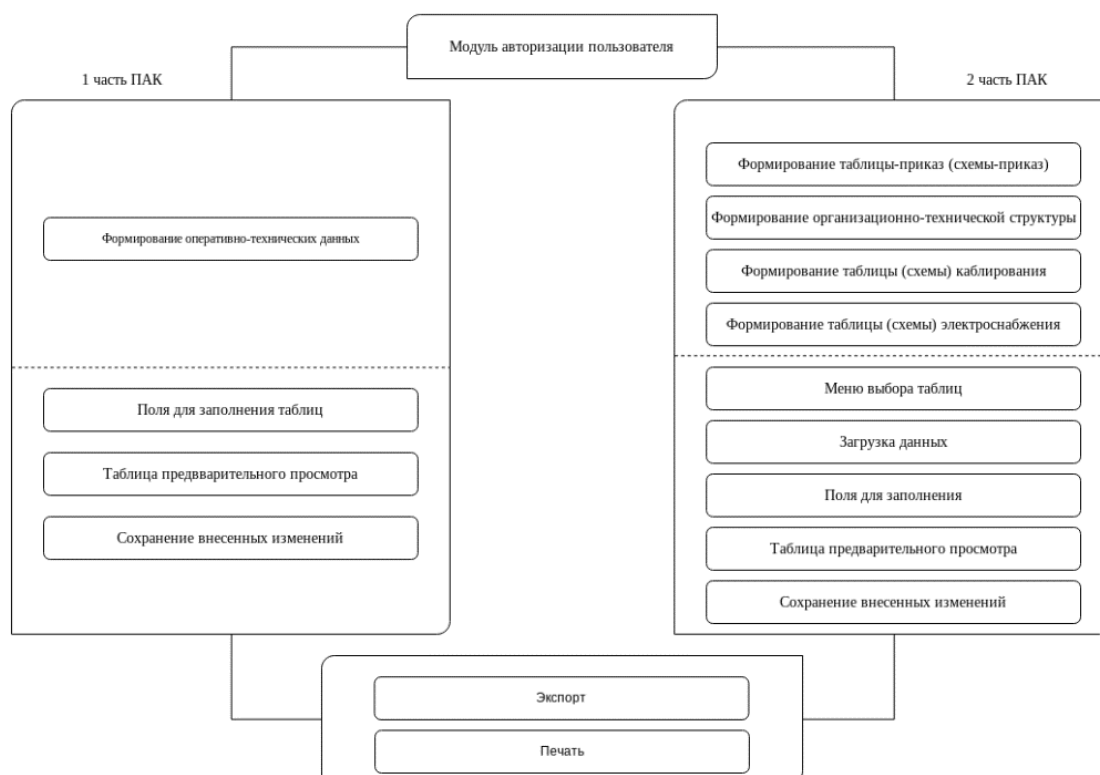 Модуль авторизации пользователя
1 часть ПАК
2 часть ПАК
Формирование оперативно-технических данных
Поля для заполнения таблиц
Таблица предвварительного просмотра
Сохранение внесенных изменений
Формирование таблицы-приказ (схемы-приказ)
Формирование организационно-технической структуры
Формирование таблицы (схемы) каблирования
Формирование таблицы (схемы) электроснабжения
Меню выбора таблиц
Загрузка данных
Поля для заполнения
Таблица предварительного просмотра
Сохранение внесенных изменений
Экспорт
Печать